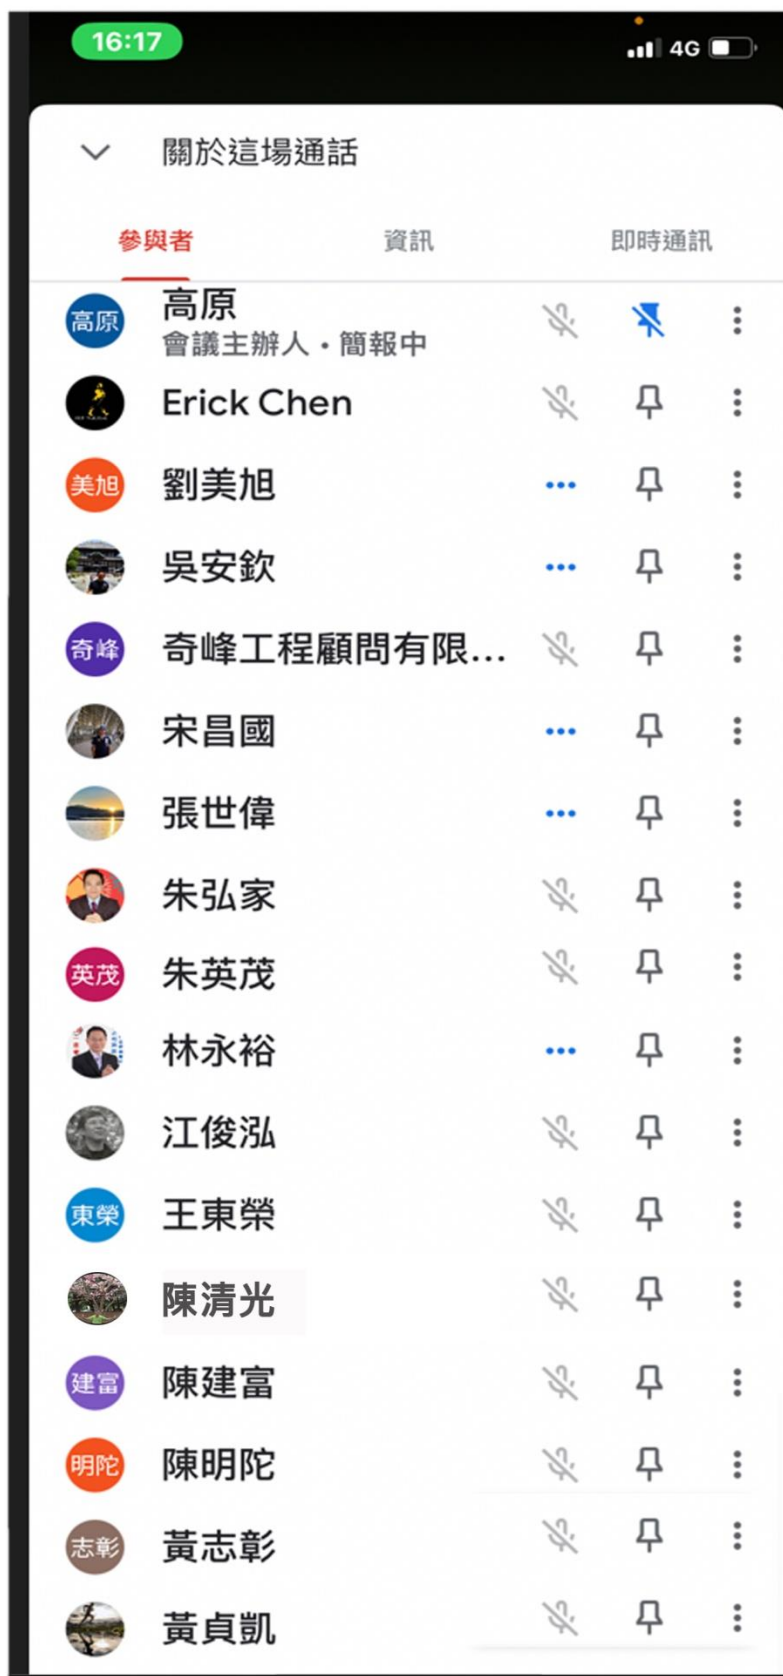 16:17
4G
關於這場通話
參與者 資訊 即時通訊
高原 高原
會議主辦人・簡報中
Erick Chen
美旭 劉美旭
吳安欽
奇峰 奇峰工程顧問有限...
宋昌國
張世偉
朱弘家
英茂 朱英茂
林永裕
江俊泓
東榮 王東榮
陳清光
建富 陳建富
明陀 陳明陀
志彰 黃志彰
黃貞凱